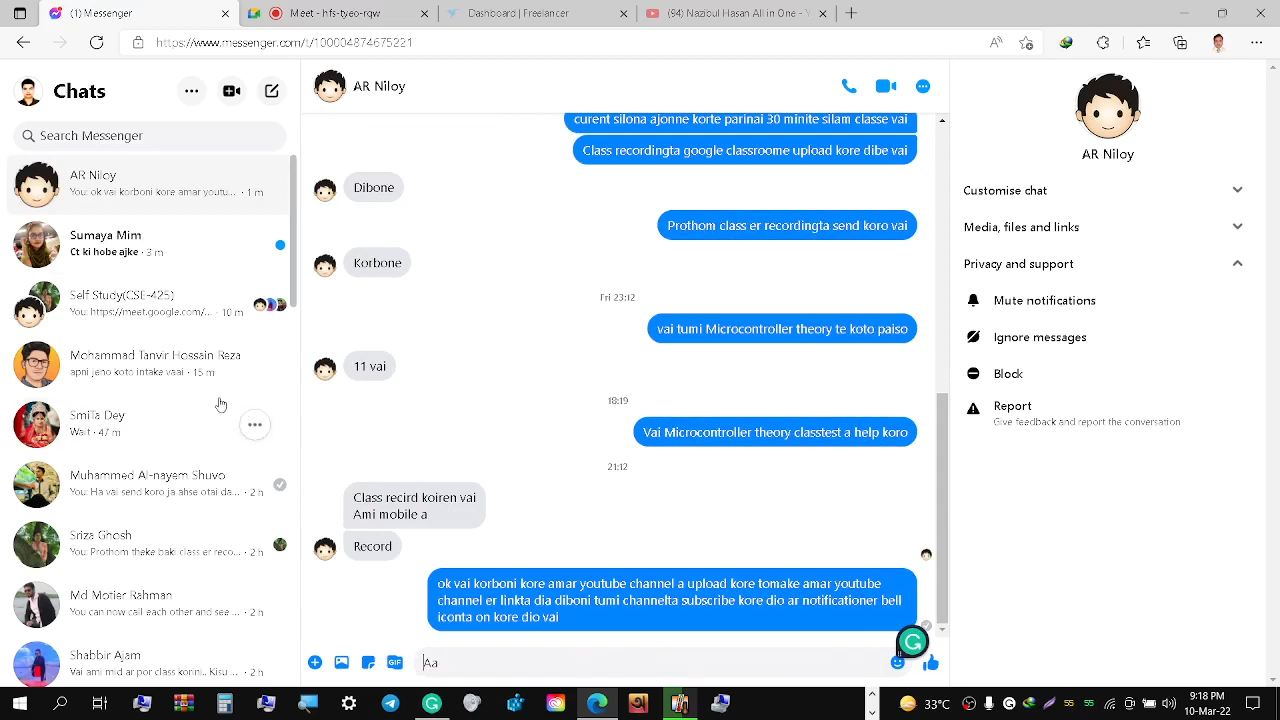 (1) Messenger
Meet - hfs-tyeo-rqr
Dashboard | Freelancer
(94) Nazbul Hasan All in One - Y
https://www.messenger.com/t/100004874675221
Chats
Search Messenger
AR Niloy
You: ok vai korboni kore amar youtu... · 1 m
Sumaya Mim
Ct ki hobe ajke · 3 m
Self Study(CSE-425)
You: https://meet.google.com/... · 10 m
Mohammad Tanvir Hossain Reza
apni jeno koto intake vaai · 15 m
Smita Dey
Wait · 47 m
Muhammed Al-nayem Shuvo
You: Ha vai send koro ja ahse otai da... · 2 h
Sriza Ghosh
You: Prothom theke baki class er reco... · 2 h
Md Motiur Rahman
You can now call each other and see ... · 2 h
Shabbir Ajam
Vai ami mid ar por class korini.. · 2 h
AR Niloy
curent silona ajonne korte parinai 30 minite silam classe vai
Class recordingta google classroome upload kore dibe vai
Dibone
Prothom class er recordingta send koro vai
Korbone
Fri 23:12
vai tumi Microcontroller theory te koto paiso
11 vai
18:19
Vai Microcontroller theory classtest a help koro
21:12
Class recird koiren vai
Ami mobile a
Record
ok vai korboni kore amar youtube channel a upload kore tomake amar youtube
channel er linkta dia diboni tumi channelta subscribe kore dio ar notificationer bell
iconta on kore dio vai
GIF
Aa
AR Niloy
Customise chat
Media, files and links
Privacy and support
Mute notifications
Ignore messages
Block
Report
Give feedback and report the conversation
33°C
55
55
9:18 PM
10-Mar-22